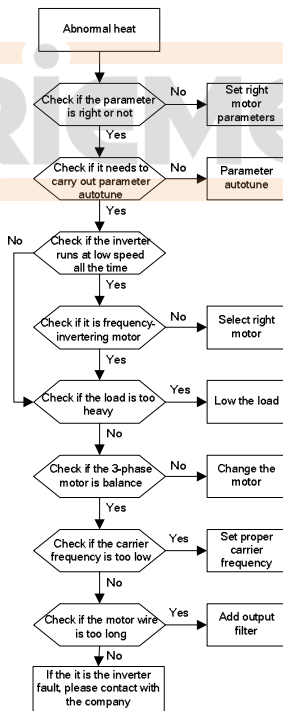 Abnormal heat
Check if the parameter
is right or not
No
Set right
motor
parameters
Yes
Check if it needs to
carry out parameter
autotune
No
Parameter
autotune
Yes
No
Check if the inverter
runs at low speed
all the time
Yes
Check if it is frequency-
invertering motor
No
Select right
motor
Yes
Check if the load is too
heavy
Yes
Low the load
No
Check if the 3-phase
motor is balance
No
Change the
motor
Yes
Check if the carrier
frequency is too low
Yes
Set proper
carrier
frequency
No
Check if the motor wire
is too long
Yes
Add output
filter
No
If the it is the inverter
fault, please contact with
the company